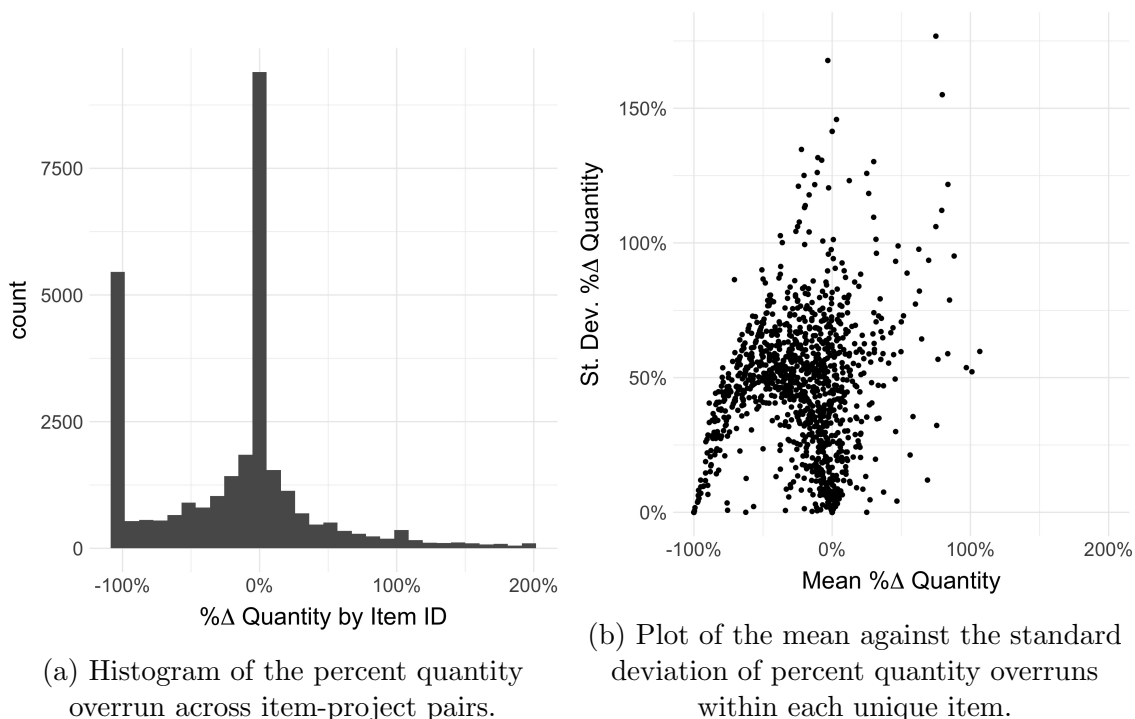 7500
5000
2500
0
count
-100%
0%
100%
200%
%Δ Quantity by Item ID
(a) Histogram of the percent quantity
overrun across item-project pairs.
150%
100%
50%
0%
St. Dev. %Δ Quantity
-100%
0%
100%
200%
Mean %Δ Quantity
(b) Plot of the mean against the standard
deviation of percent quantity overruns
within each unique item.